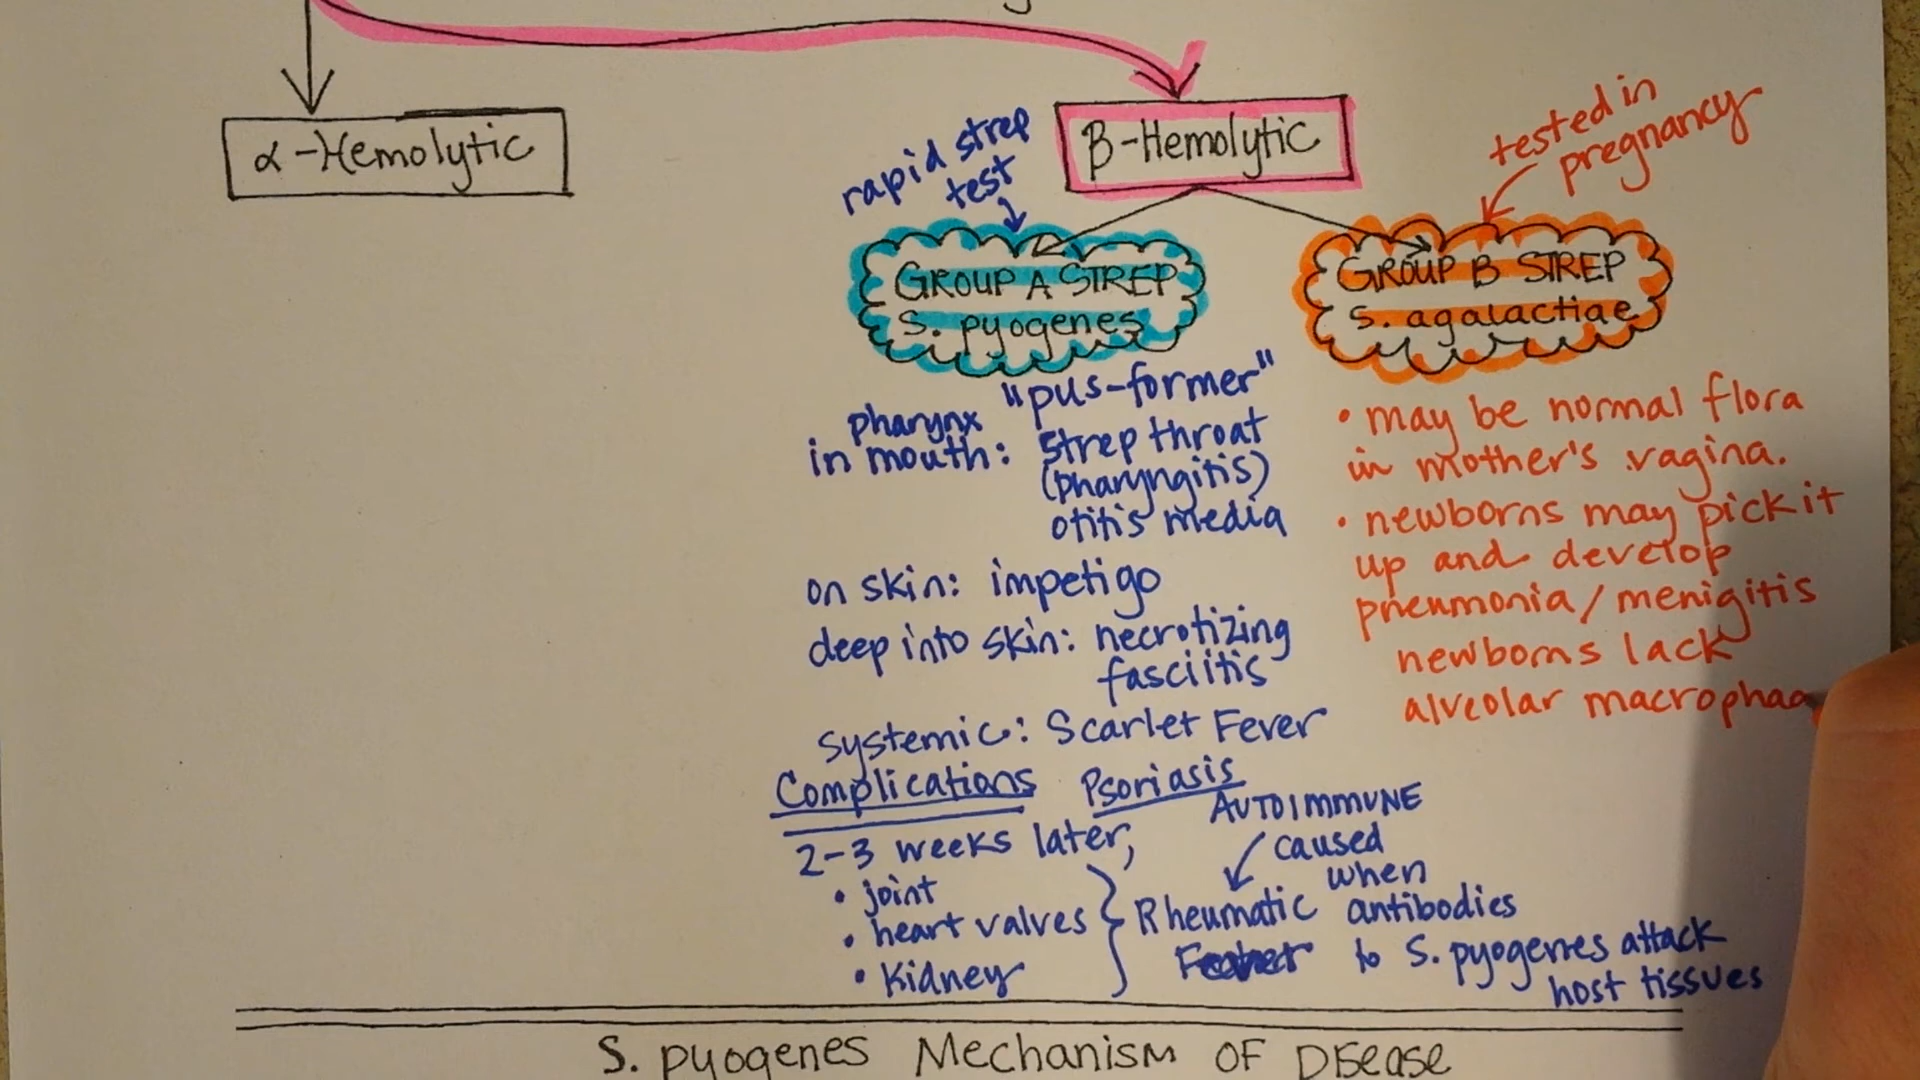 α-Hemolytic
β-Hemolytic
rapid strep
test
tested in
pregnancy
GROUP A STREP
S. pyogenes
GROUP B STREP
S. agalactiae
"pus-former"
pharynx
in mouth: strep throat
(pharyngitis)
otitis media
on skin: impetigo
deep into skin: necrotizing
fasciitis
systemic: Scarlet Fever
Complications
Psoriasis
AUTOIMMUNE
2-3 weeks later,
• joint
• heart valves
• Kidney
Rheumatic
caused
when
antibodies
to S. pyogenes attack
host tissues
• may be normal flora
in mother's vagina.
• newborns may pick it
up and develop
pneumonia/menigitis
newborns lack
alveolar macrophag
S. pyogenes Mechanism OF Disease